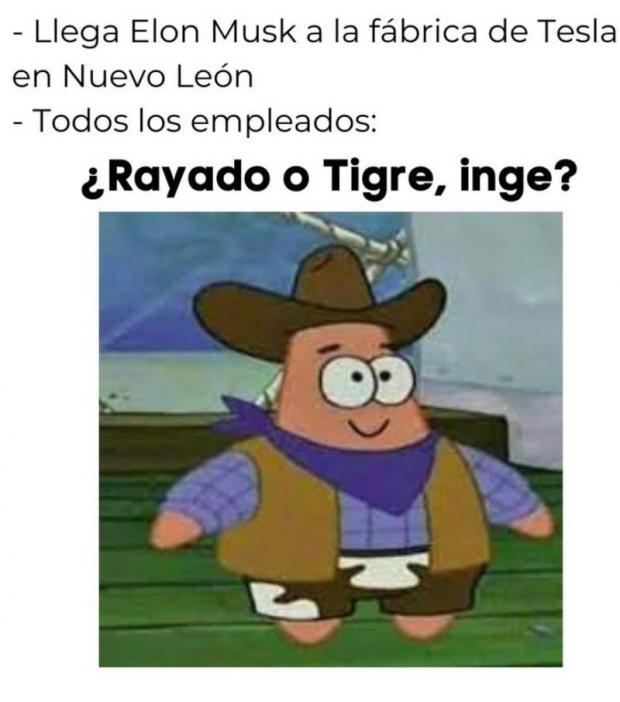 - Llega Elon Musk a la fábrica de Tesla
en Nuevo León
- Todos los empleados:
¿Rayado o Tigre, inge?